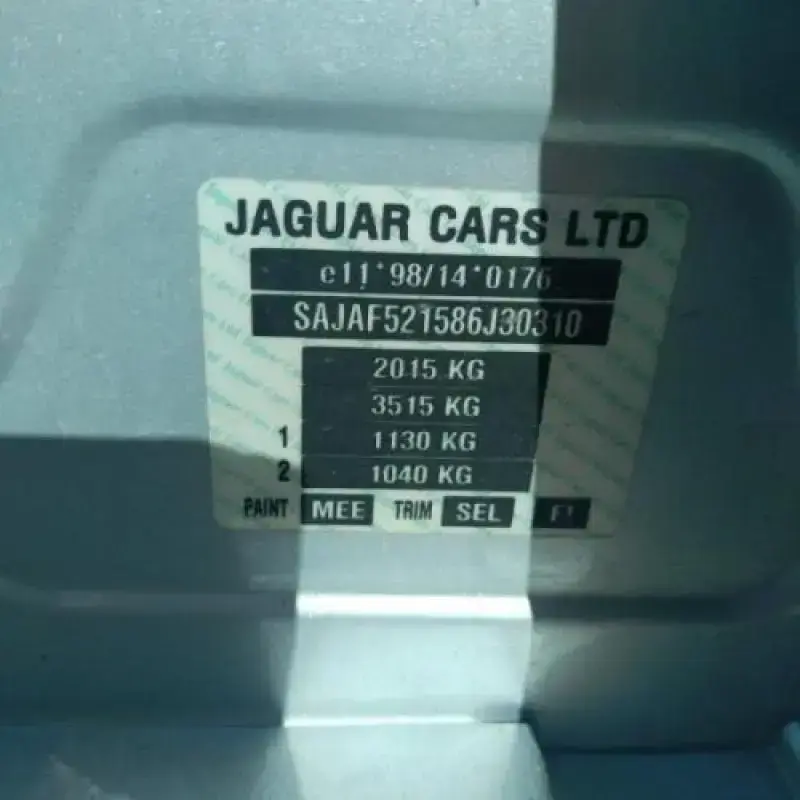 JAGUAR CARS LTD
e11*98/14*0176
SAJAF521586J30310
2015 KG
3515 KG
1 1130 KG
2 1040 KG
PAINT MEE TRIM SEL